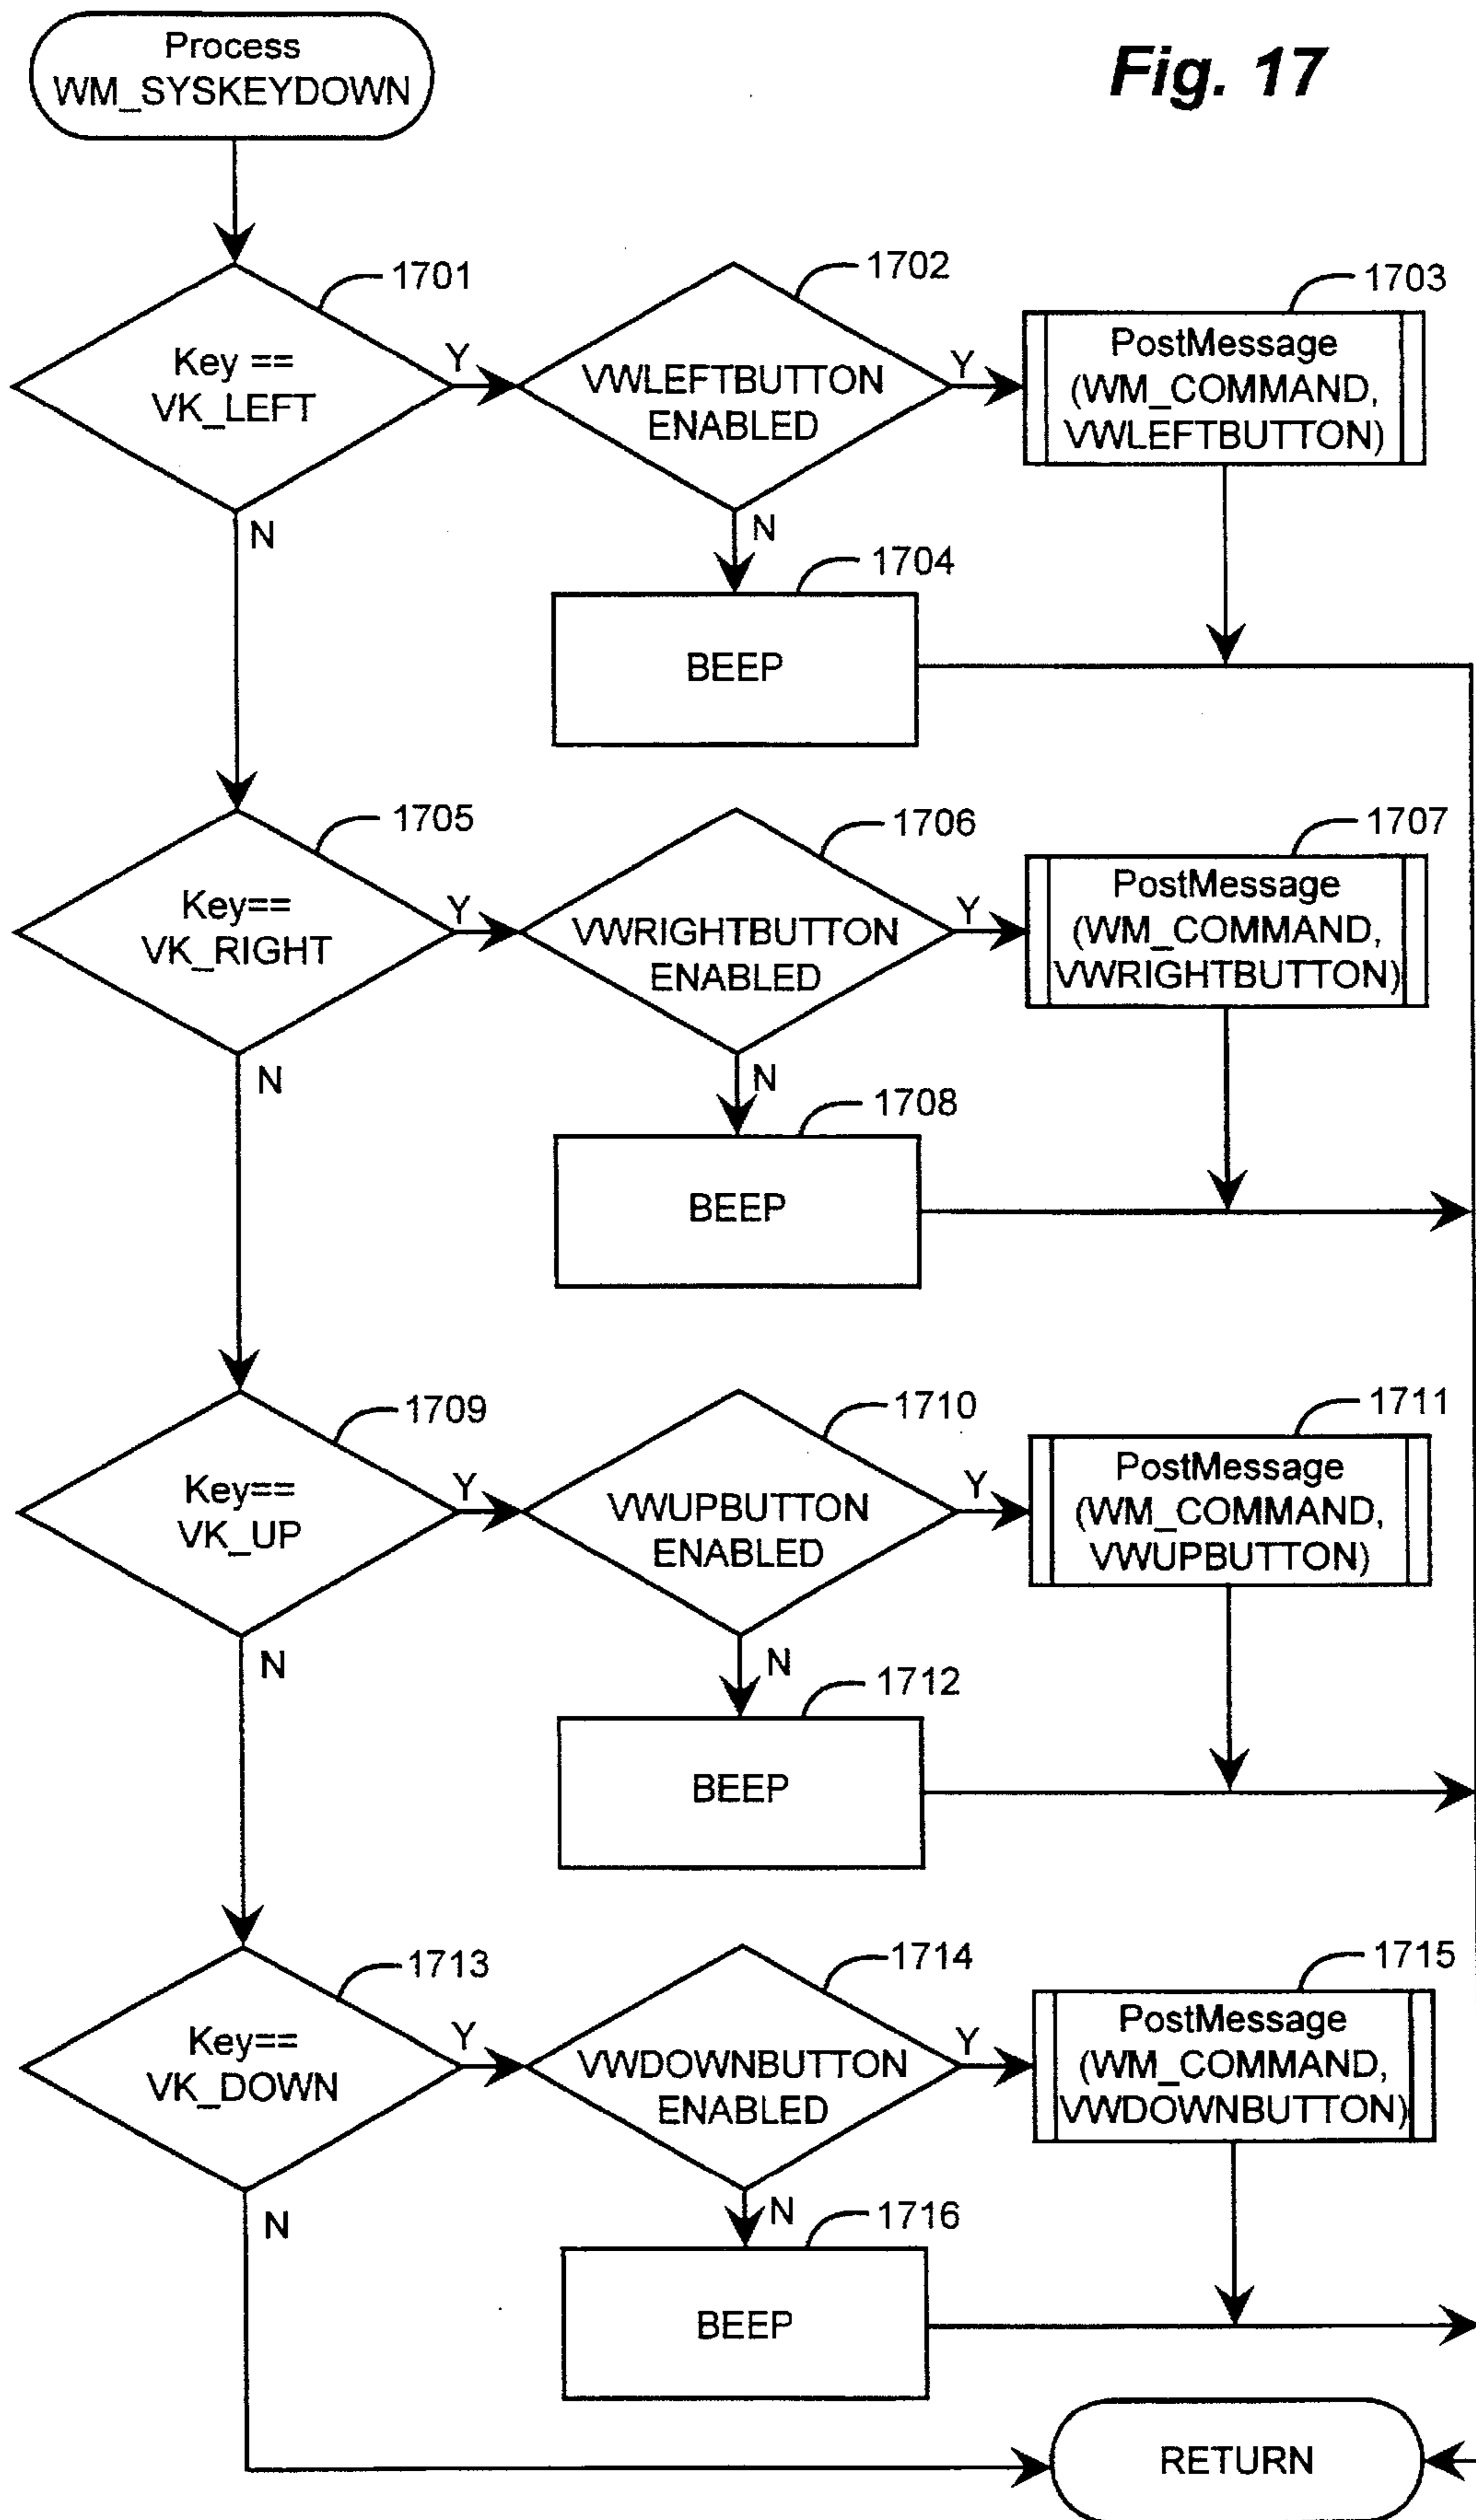 Process
WM_SYSKEYDOWN
Fig. 17
1701
1702
1703
Key ==
VK_LEFT
Y
VWLEFTBUTTON
ENABLED
Y
PostMessage
(WM_COMMAND,
VWLEFTBUTTON)
N
N
1704
BEEP
1705
1706
1707
Key==
VK_RIGHT
Y
VWRIGHTBUTTON
ENABLED
Y
PostMessage
(WM_COMMAND,
VWRIGHTBUTTON)
N
N
1708
BEEP
1709
1710
1711
Key==
VK_UP
Y
VWUPBUTTON
ENABLED
Y
PostMessage
(WM_COMMAND,
VWUPBUTTON)
N
N
1712
BEEP
1713
1714
1715
Key==
VK_DOWN
Y
VWDOWNBUTTON
ENABLED
Y
PostMessage
(WM_COMMAND,
VWDOWNBUTTON)
N
N
1716
BEEP
RETURN